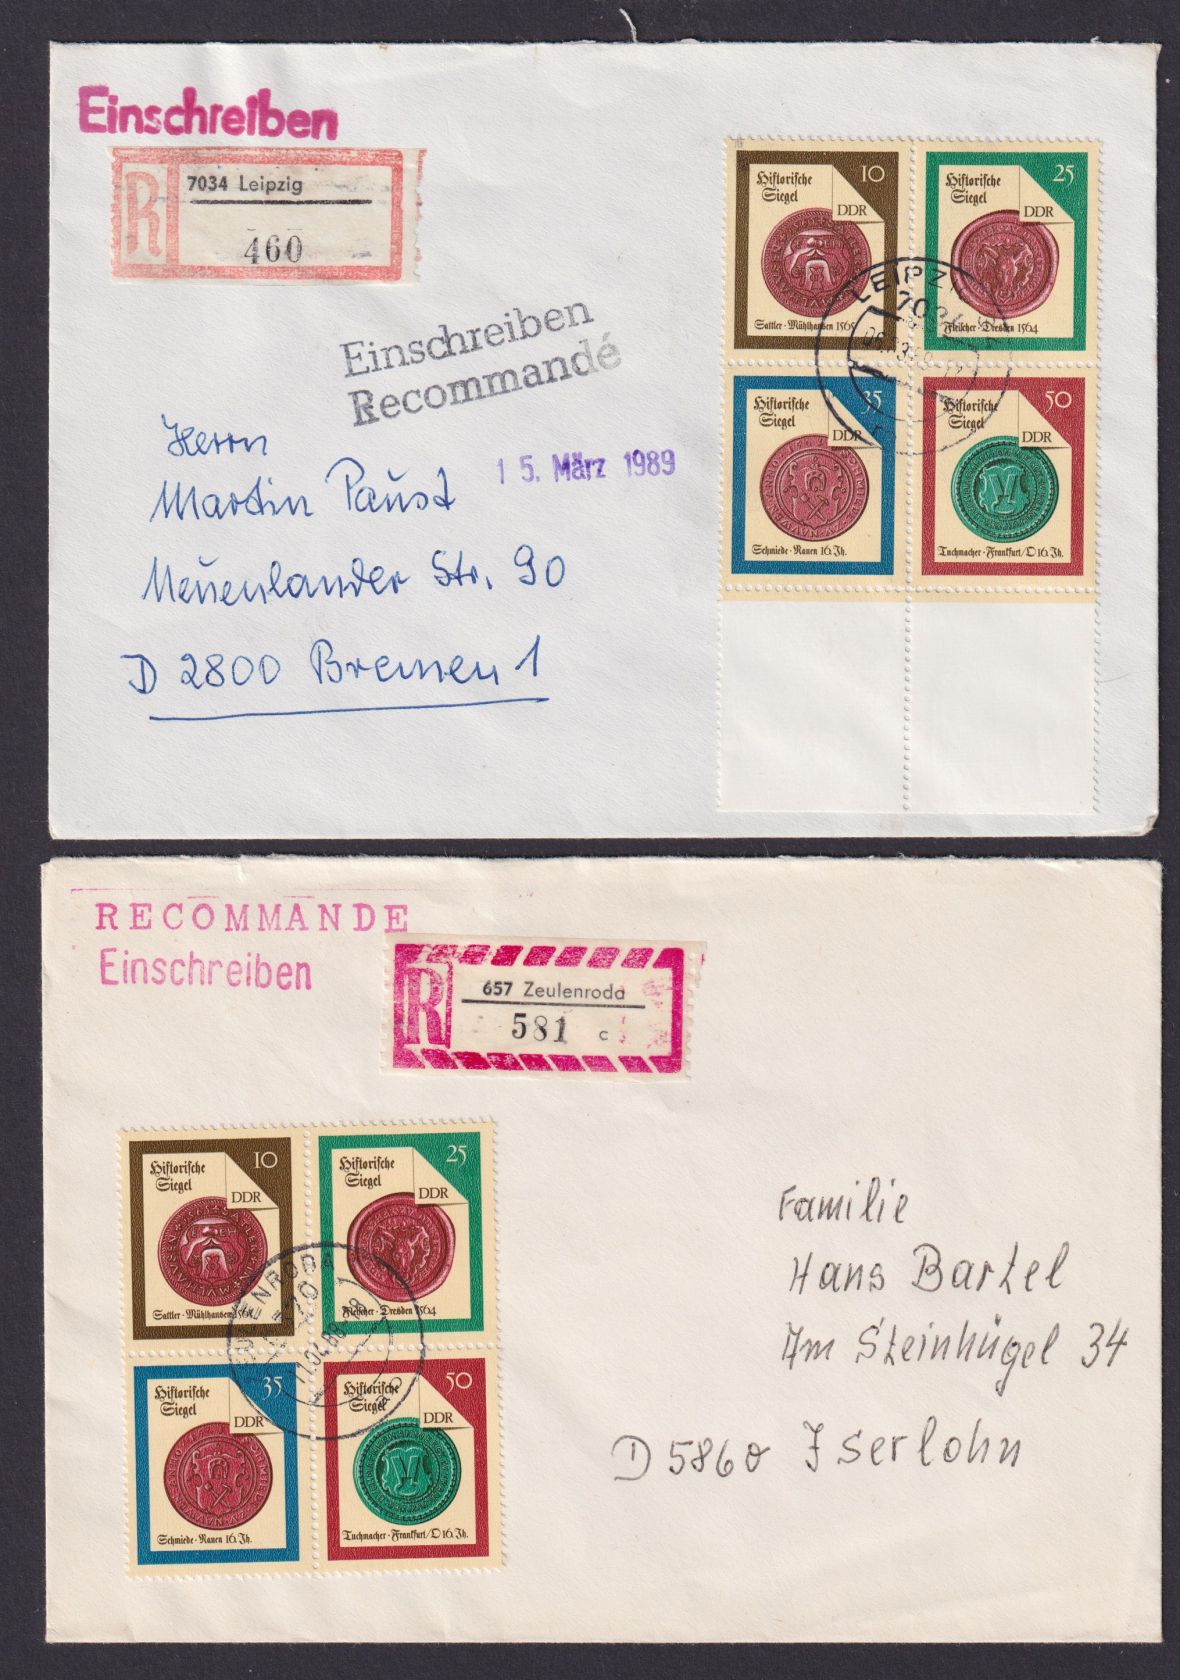 Einschreiben
R
7034 Leipzig
460
Einschreiben
Recommandé
15. März 1989
Herrn
Martin Paust
Neuenlander Str. 90
D 2800 Bremen 1
Historische
Siegel
10
DDR
Sattler · Mühlhausen 1565
Historische
Siegel
25
DDR
Fleischer · Dresden 1564
Historische
Siegel
35
DDR
Schmiede · Nauen 16. Jh.
Historische
Siegel
50
DDR
Tuchmacher · Frankfurt/O 16. Jh.
RECOMMANDE
Einschreiben
R
657 Zeulenroda
581 c
Historische
Siegel
10
DDR
Sattler · Mühlhausen 1565
Historische
Siegel
25
DDR
Fleischer · Dresden 1564
Historische
Siegel
35
DDR
Schmiede · Nauen 16. Jh.
Historische
Siegel
50
DDR
Tuchmacher · Frankfurt/O 16. Jh.
Familie
Hans Bartel
Am Steinhügel 34
D 5860 Iserlohn